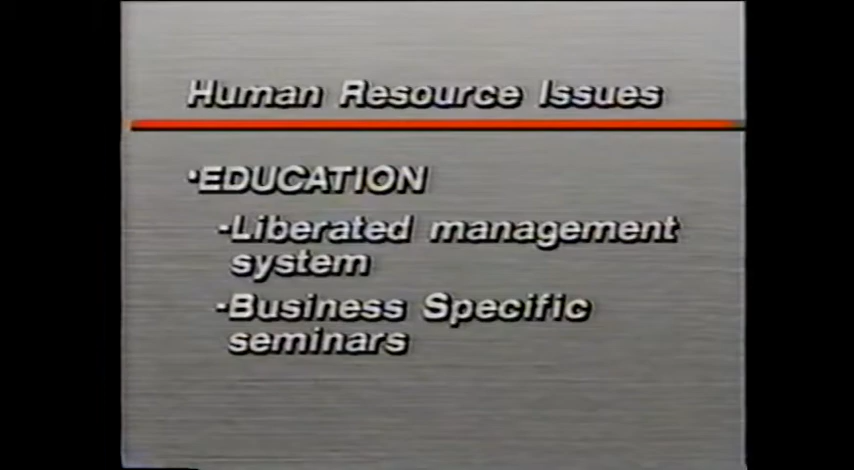 Human Resource Issues
•EDUCATION
-Liberated management
system
-Business Specific
seminars